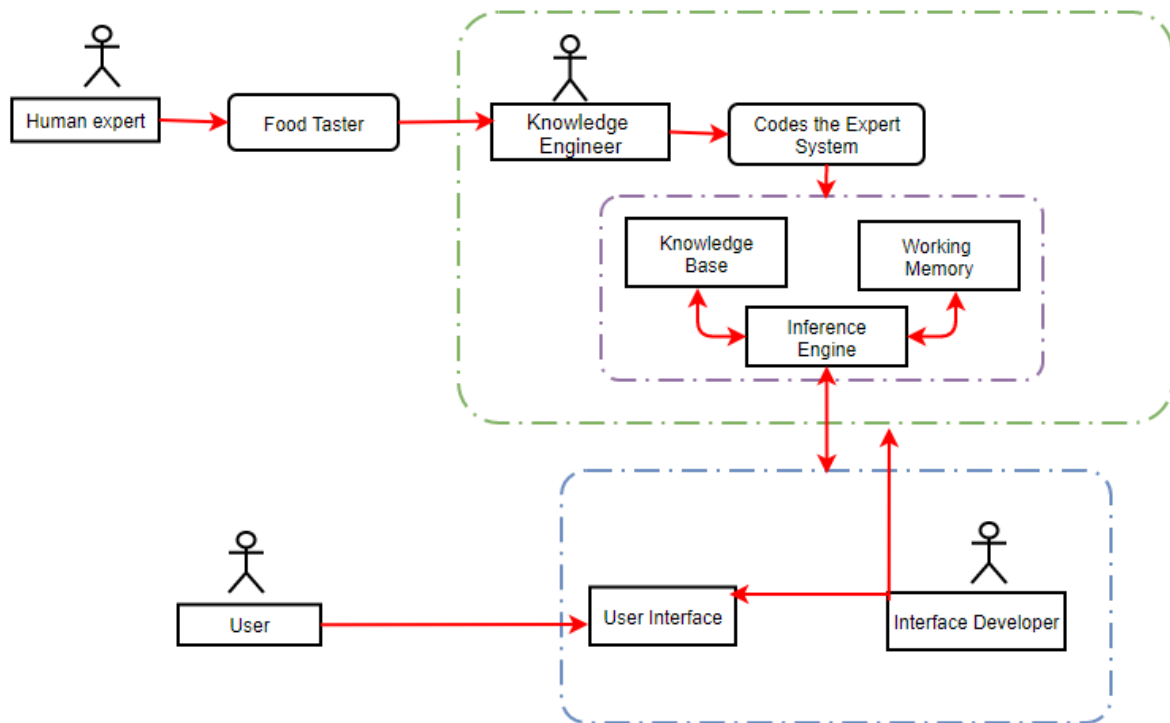 Human expert
Food Taster
Knowledge
Engineer
Codes the Expert
System
Knowledge
Base
Working
Memory
Inference
Engine
User
User Interface
Interface Developer